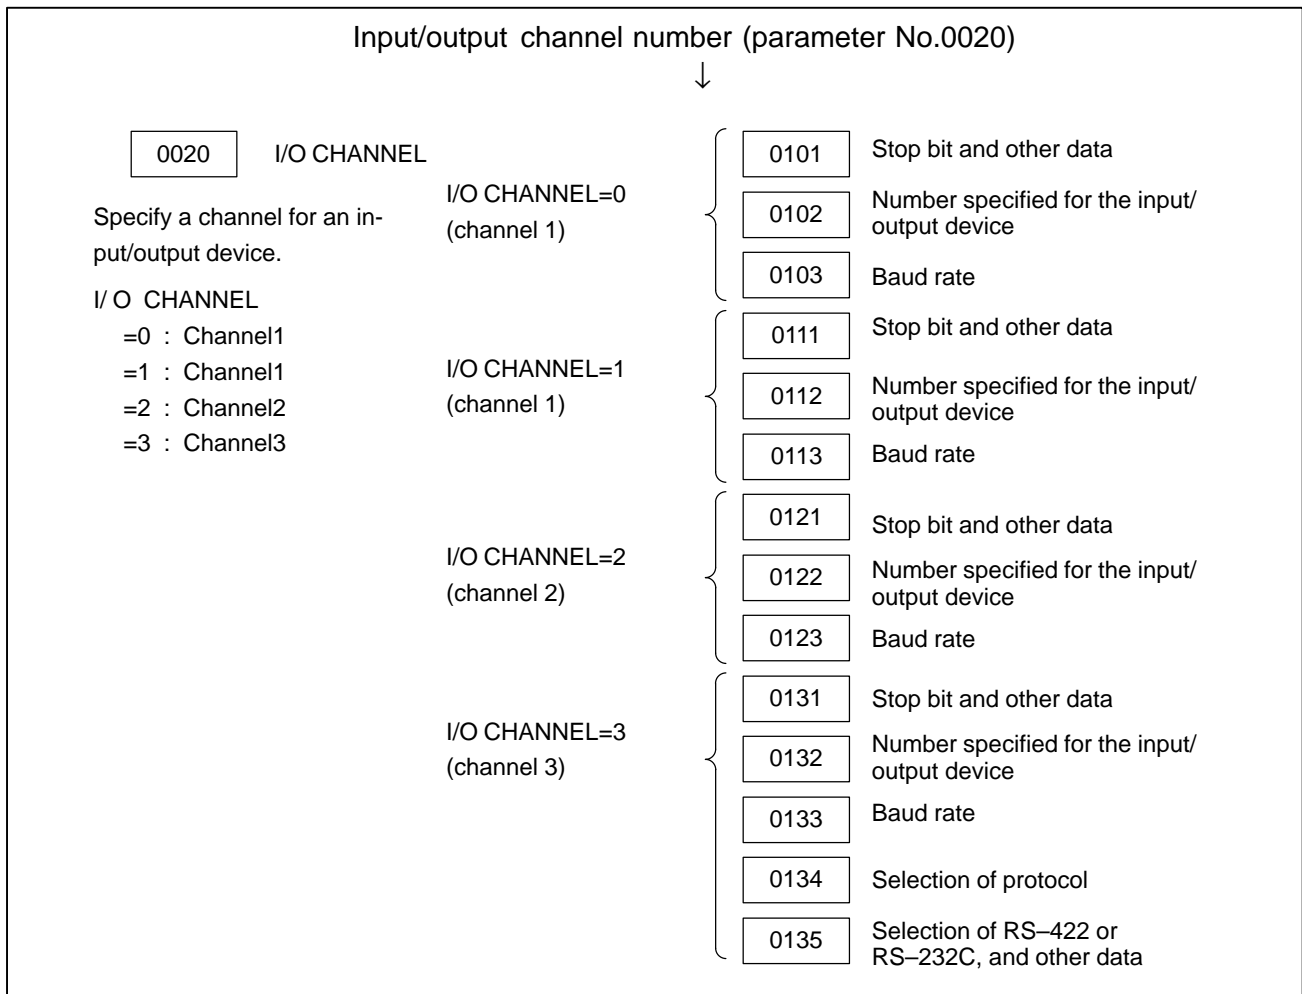 Input/output channel number (parameter No.0020)
↓
0020 I/O CHANNEL
Specify a channel for an in-
put/output device.
I/ O CHANNEL
=0 : Channel1
=1 : Channel1
=2 : Channel2
=3 : Channel3
I/O CHANNEL=0
(channel 1)
0101 Stop bit and other data
0102 Number specified for the input/
output device
0103 Baud rate
I/O CHANNEL=1
(channel 1)
0111 Stop bit and other data
0112 Number specified for the input/
output device
0113 Baud rate
I/O CHANNEL=2
(channel 2)
0121 Stop bit and other data
0122 Number specified for the input/
output device
0123 Baud rate
I/O CHANNEL=3
(channel 3)
0131 Stop bit and other data
0132 Number specified for the input/
output device
0133 Baud rate
0134 Selection of protocol
0135 Selection of RS–422 or
RS–232C, and other data